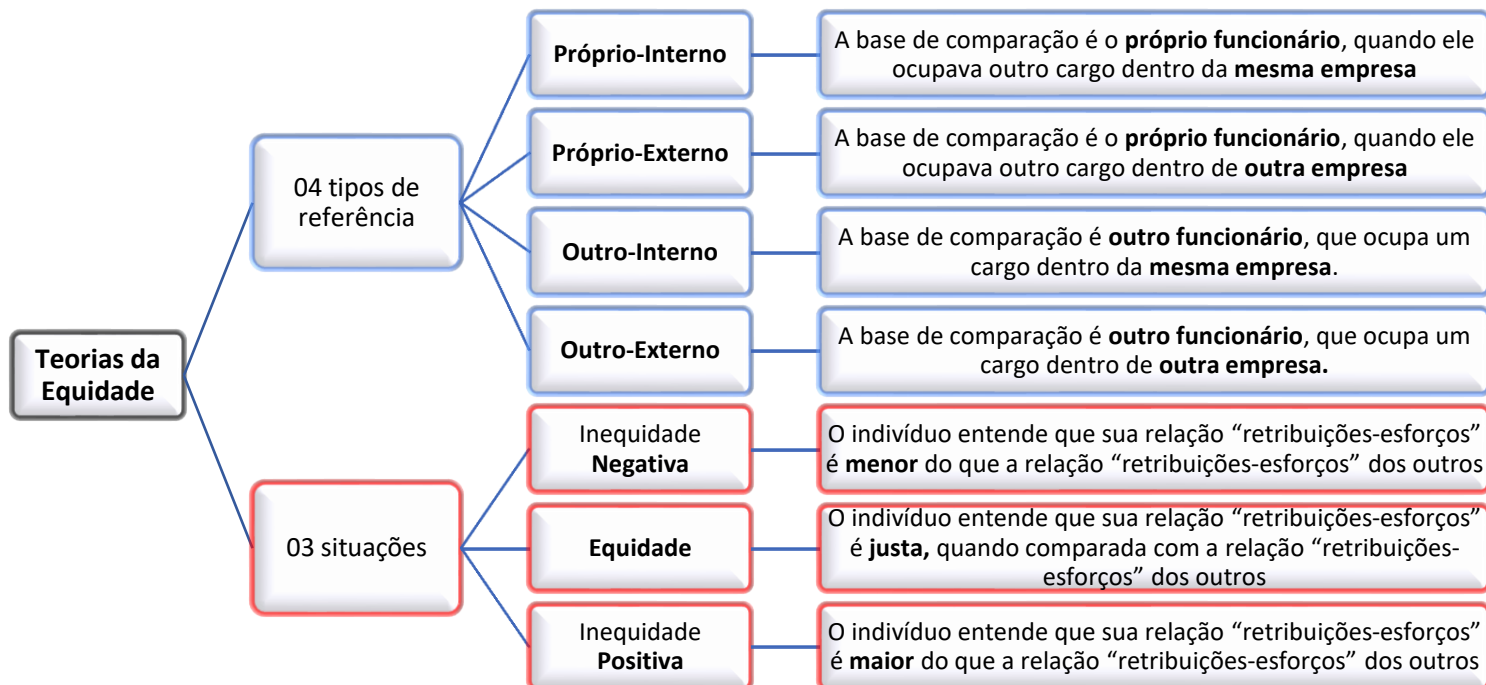 Próprio-Interno
A base de comparação é o próprio funcionário, quando ele
ocupava outro cargo dentro da mesma empresa
Próprio-Externo
A base de comparação é o próprio funcionário, quando ele
ocupava outro cargo dentro de outra empresa
04 tipos de
referência
Outro-Interno
A base de comparação é outro funcionário, que ocupa um
cargo dentro da mesma empresa.
Outro-Externo
A base de comparação é outro funcionário, que ocupa um
cargo dentro de outra empresa.
Teorias da
Equidade
Inequidade
Negativa
O indivíduo entende que sua relação “retribuições-esforços”
é menor do que a relação “retribuições-esforços” dos outros
03 situações
Equidade
O indivíduo entende que sua relação “retribuições-esforços”
é justa, quando comparada com a relação “retribuições-
esforços” dos outros
Inequidade
Positiva
O indivíduo entende que sua relação “retribuições-esforços”
é maior do que a relação “retribuições-esforços” dos outros